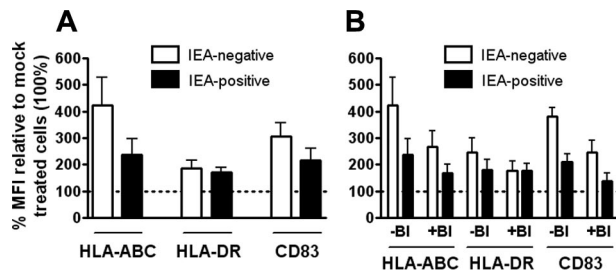 A
B
% MFI relative to mock
treated cells (100%)
600
500
400
300
200
100
0
IEA-negative
IEA-positive
HLA-ABC
HLA-DR
CD83
600
500
400
300
200
100
0
IEA-negative
IEA-positive
-BI +BI -BI +BI -BI +BI
HLA-ABC
HLA-DR
CD83